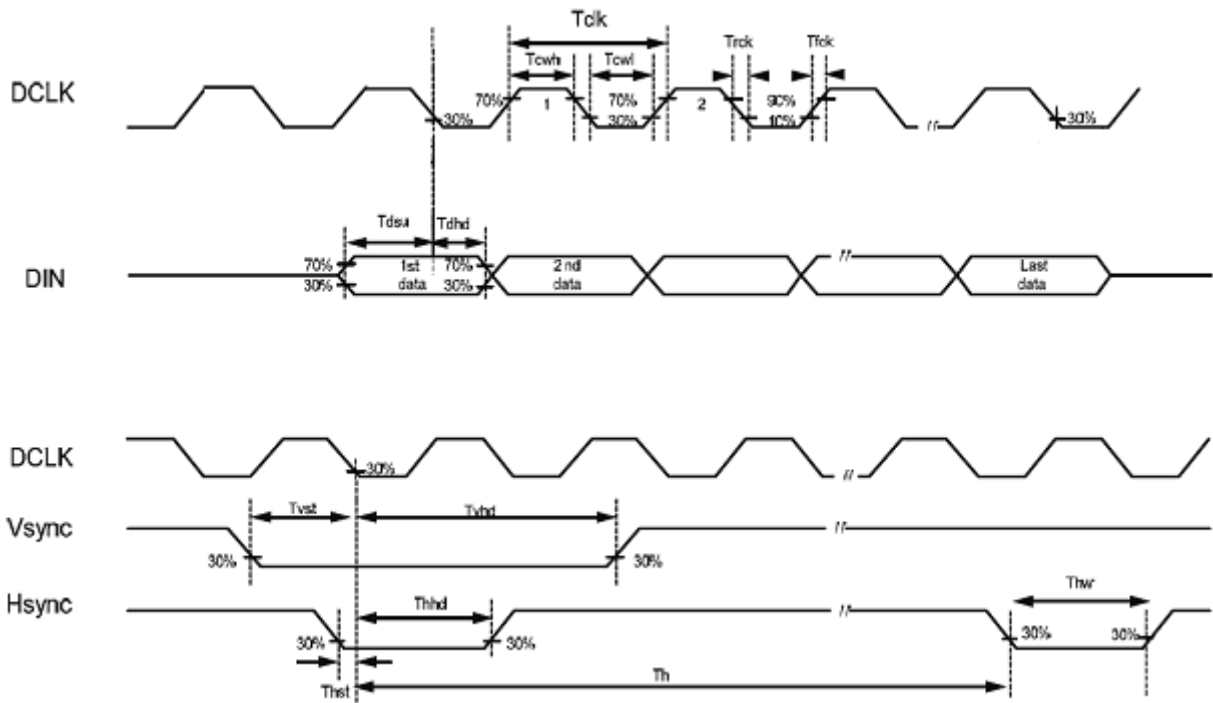 Tclk
Tcwh Tcwl Trck Tfck
DCLK
70% 1 70% 2 90%
30% 30% 10% // 30%
Tdsu Tdhd
DIN
70% 1st 70% 2nd // Last
30% data 30% data data
DCLK
30% //
Tvst Tvhd
Vsync
30% 30% //
Hsync
Thhd // Thw
30% 30% 30% 30%
Thst Th